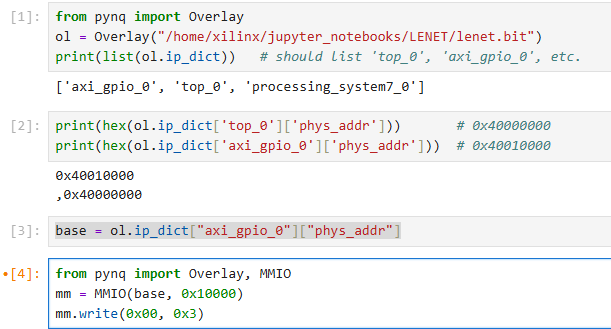 [1]: from pynq import Overlay
ol = Overlay("/home/xilinx/jupyter_notebooks/LENET/lenet.bit")
print(list(ol.ip_dict))   # should list 'top_0', 'axi_gpio_0', etc.
['axi_gpio_0', 'top_0', 'processing_system7_0']
[2]: print(hex(ol.ip_dict['top_0']['phys_addr']))       # 0x40000000
print(hex(ol.ip_dict['axi_gpio_0']['phys_addr']))  # 0x40010000
0x40010000
,0x40000000
[3]: base = ol.ip_dict["axi_gpio_0"]["phys_addr"]
•[4]: from pynq import Overlay, MMIO
mm = MMIO(base, 0x10000)
mm.write(0x00, 0x3)